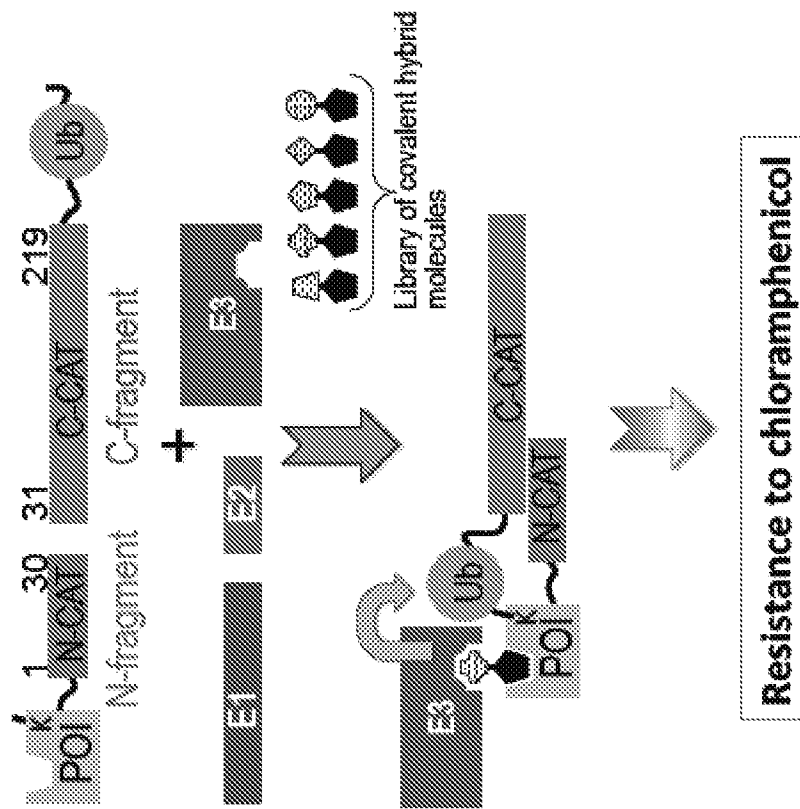 1 30 31 219
K
POI N-CAT C-CAT Ub
N-fragment C-fragment
+
E1 E2 E3
Library of covalent hybrid
molecules
E3 Ub
K
POI N-CAT C-CAT
Resistance to chloramphenicol